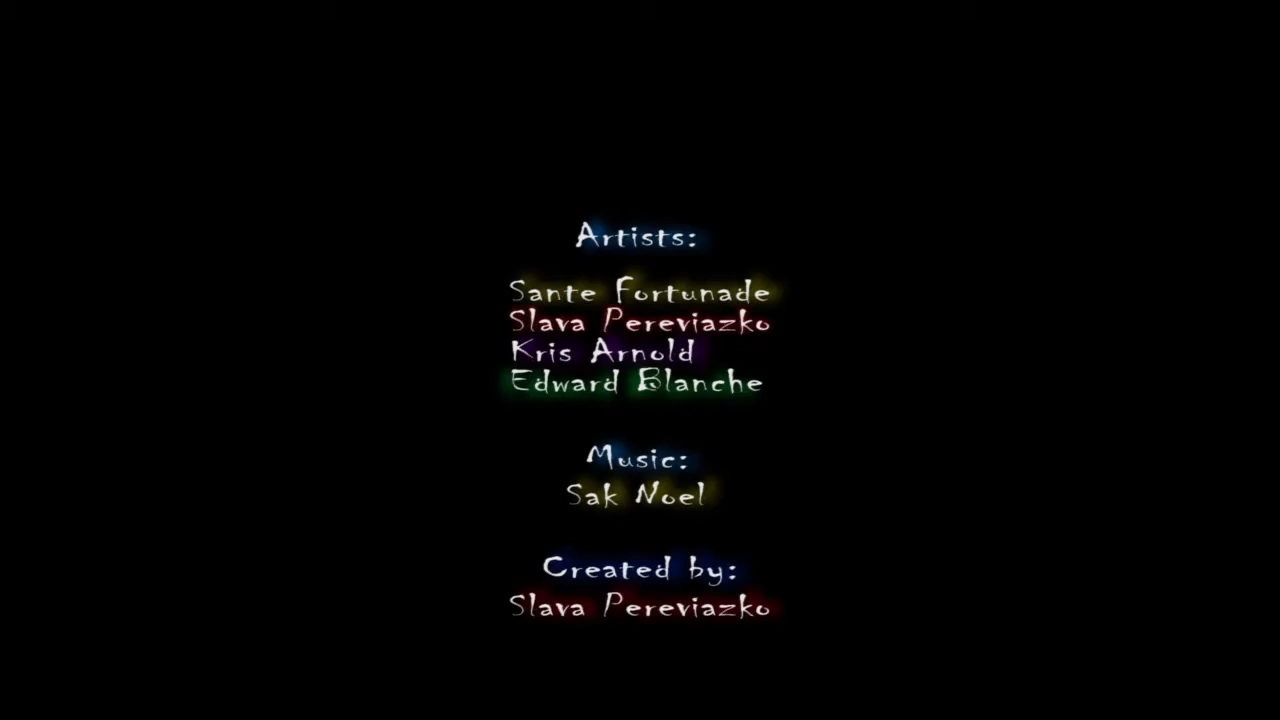 Artists:
Sante Fortunade
Slava Pereviazko
Kris Arnold
Edward Blanche
Music:
Sak Noel
Created by:
Slava Pereviazko